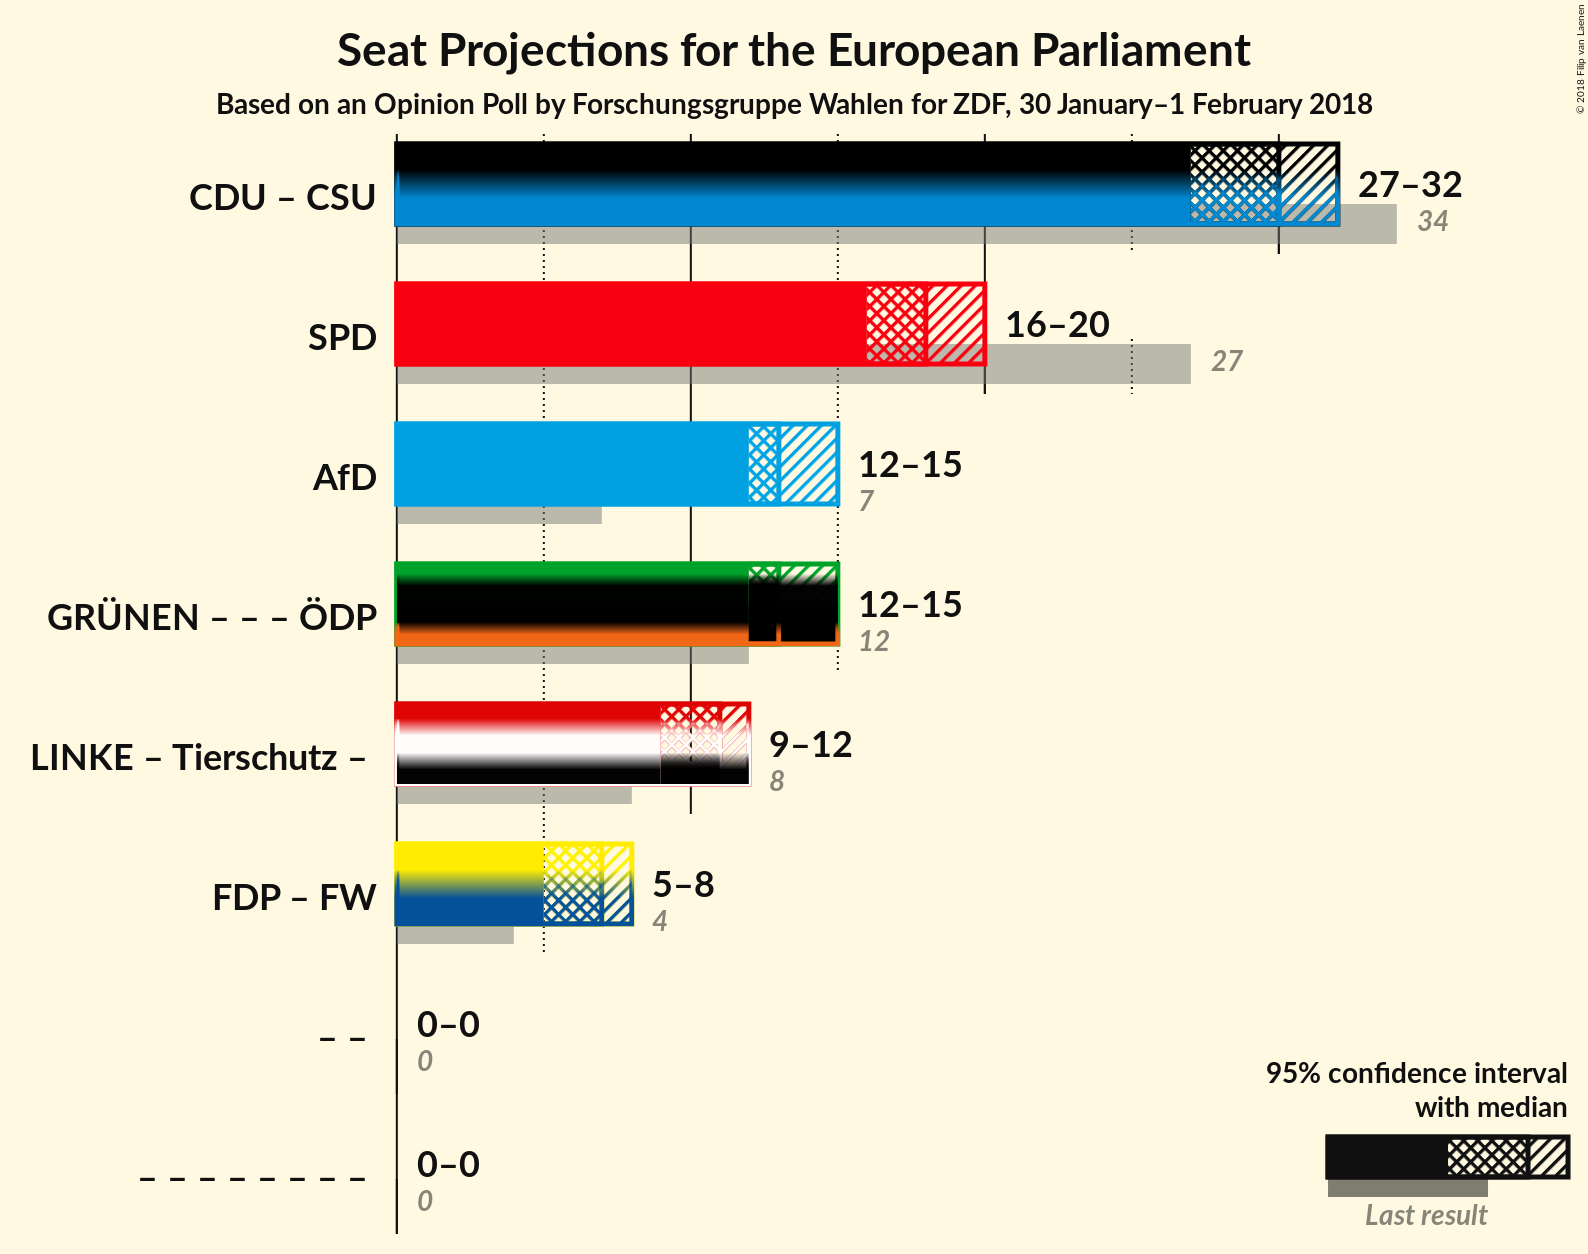 Seat Projections for the European Parliament
Based on an Opinion Poll by Forschungsgruppe Wahlen for ZDF, 30 January–1 February 2018
© 2018 Filip van Laenen
CDU – CSU
27–32
34
SPD
16–20
27
AfD
12–15
7
GRÜNEN – – – ÖDP
12–15
12
LINKE – Tierschutz –
9–12
8
FDP – FW
5–8
4
– –
0–0
0
– – – – – – – –
0–0
0
95% confidence interval
with median
Last result